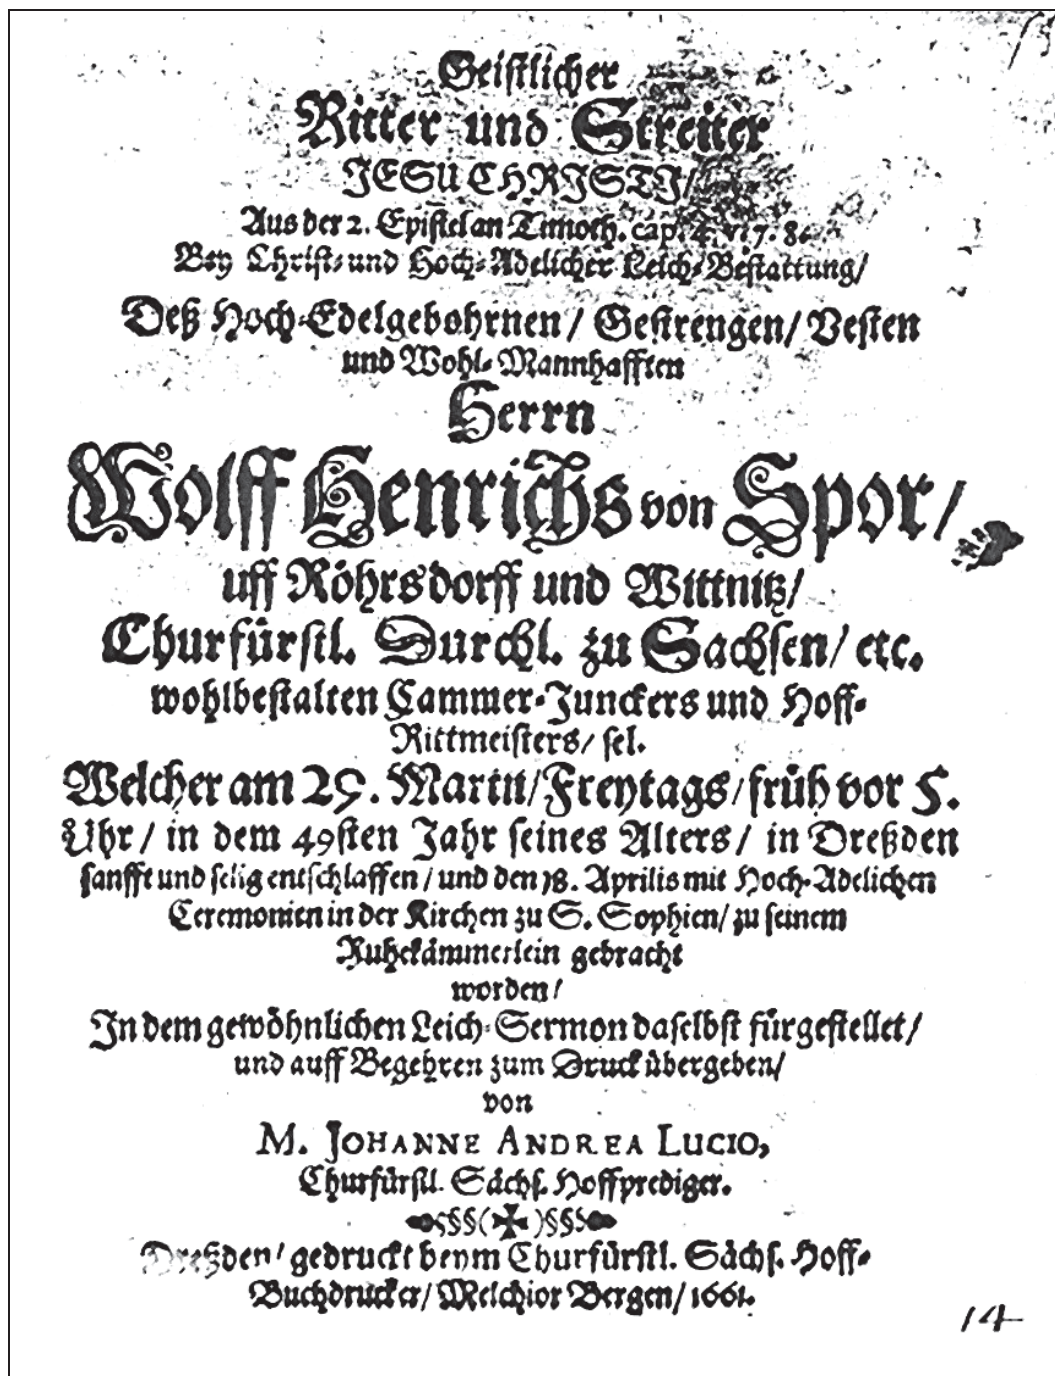 Geistlicher
Ritter und Streiter
JESU CHRISTJ/
Aus der 2. Epistel an Timoth. cap. 4. v. 7. 8.
Bey Christ- und Hoch-Adelicher Leich-Bestattung/
Deß Hoch-Edelgebohrnen/ Gestrengen/ Vesten
und Wohl-Mannhafften
Herrn
Wolff Henrichs von Spor/
uff Röhrsdorff und Wittnitz/
Churfürstl. Durchl. zu Sachsen/ etc.
wohlbestalten Cammer-Junckers und Hoff-
Rittmeisters/ sel.
Welcher am 29. Martii/ Freytags/ früh vor 5.
Uhr/ in dem 49sten Jahr seines Alters/ in Dreßden
sanfft und selig entschlaffen/ und den 18. Aprilis mit Hoch-Adelichen
Ceremonien in der Kirchen zu S. Sophien/ zu seinem
Ruhekämmerlein gebracht
worden/
In dem gewöhnlichen Leich-Sermon daselbst fürgestellet/
und auff Begehren zum Druck übergeben/
von
M. JOHANNE ANDREA LUCIO,
Churfürstl. Sächs. Hoffprediger.
§§§(✠)§§§
Dreßden/ gedruckt beym Churfürstl. Sächs. Hoff-
Buchdrucker/ Melchior Bergen/ 1661.
14